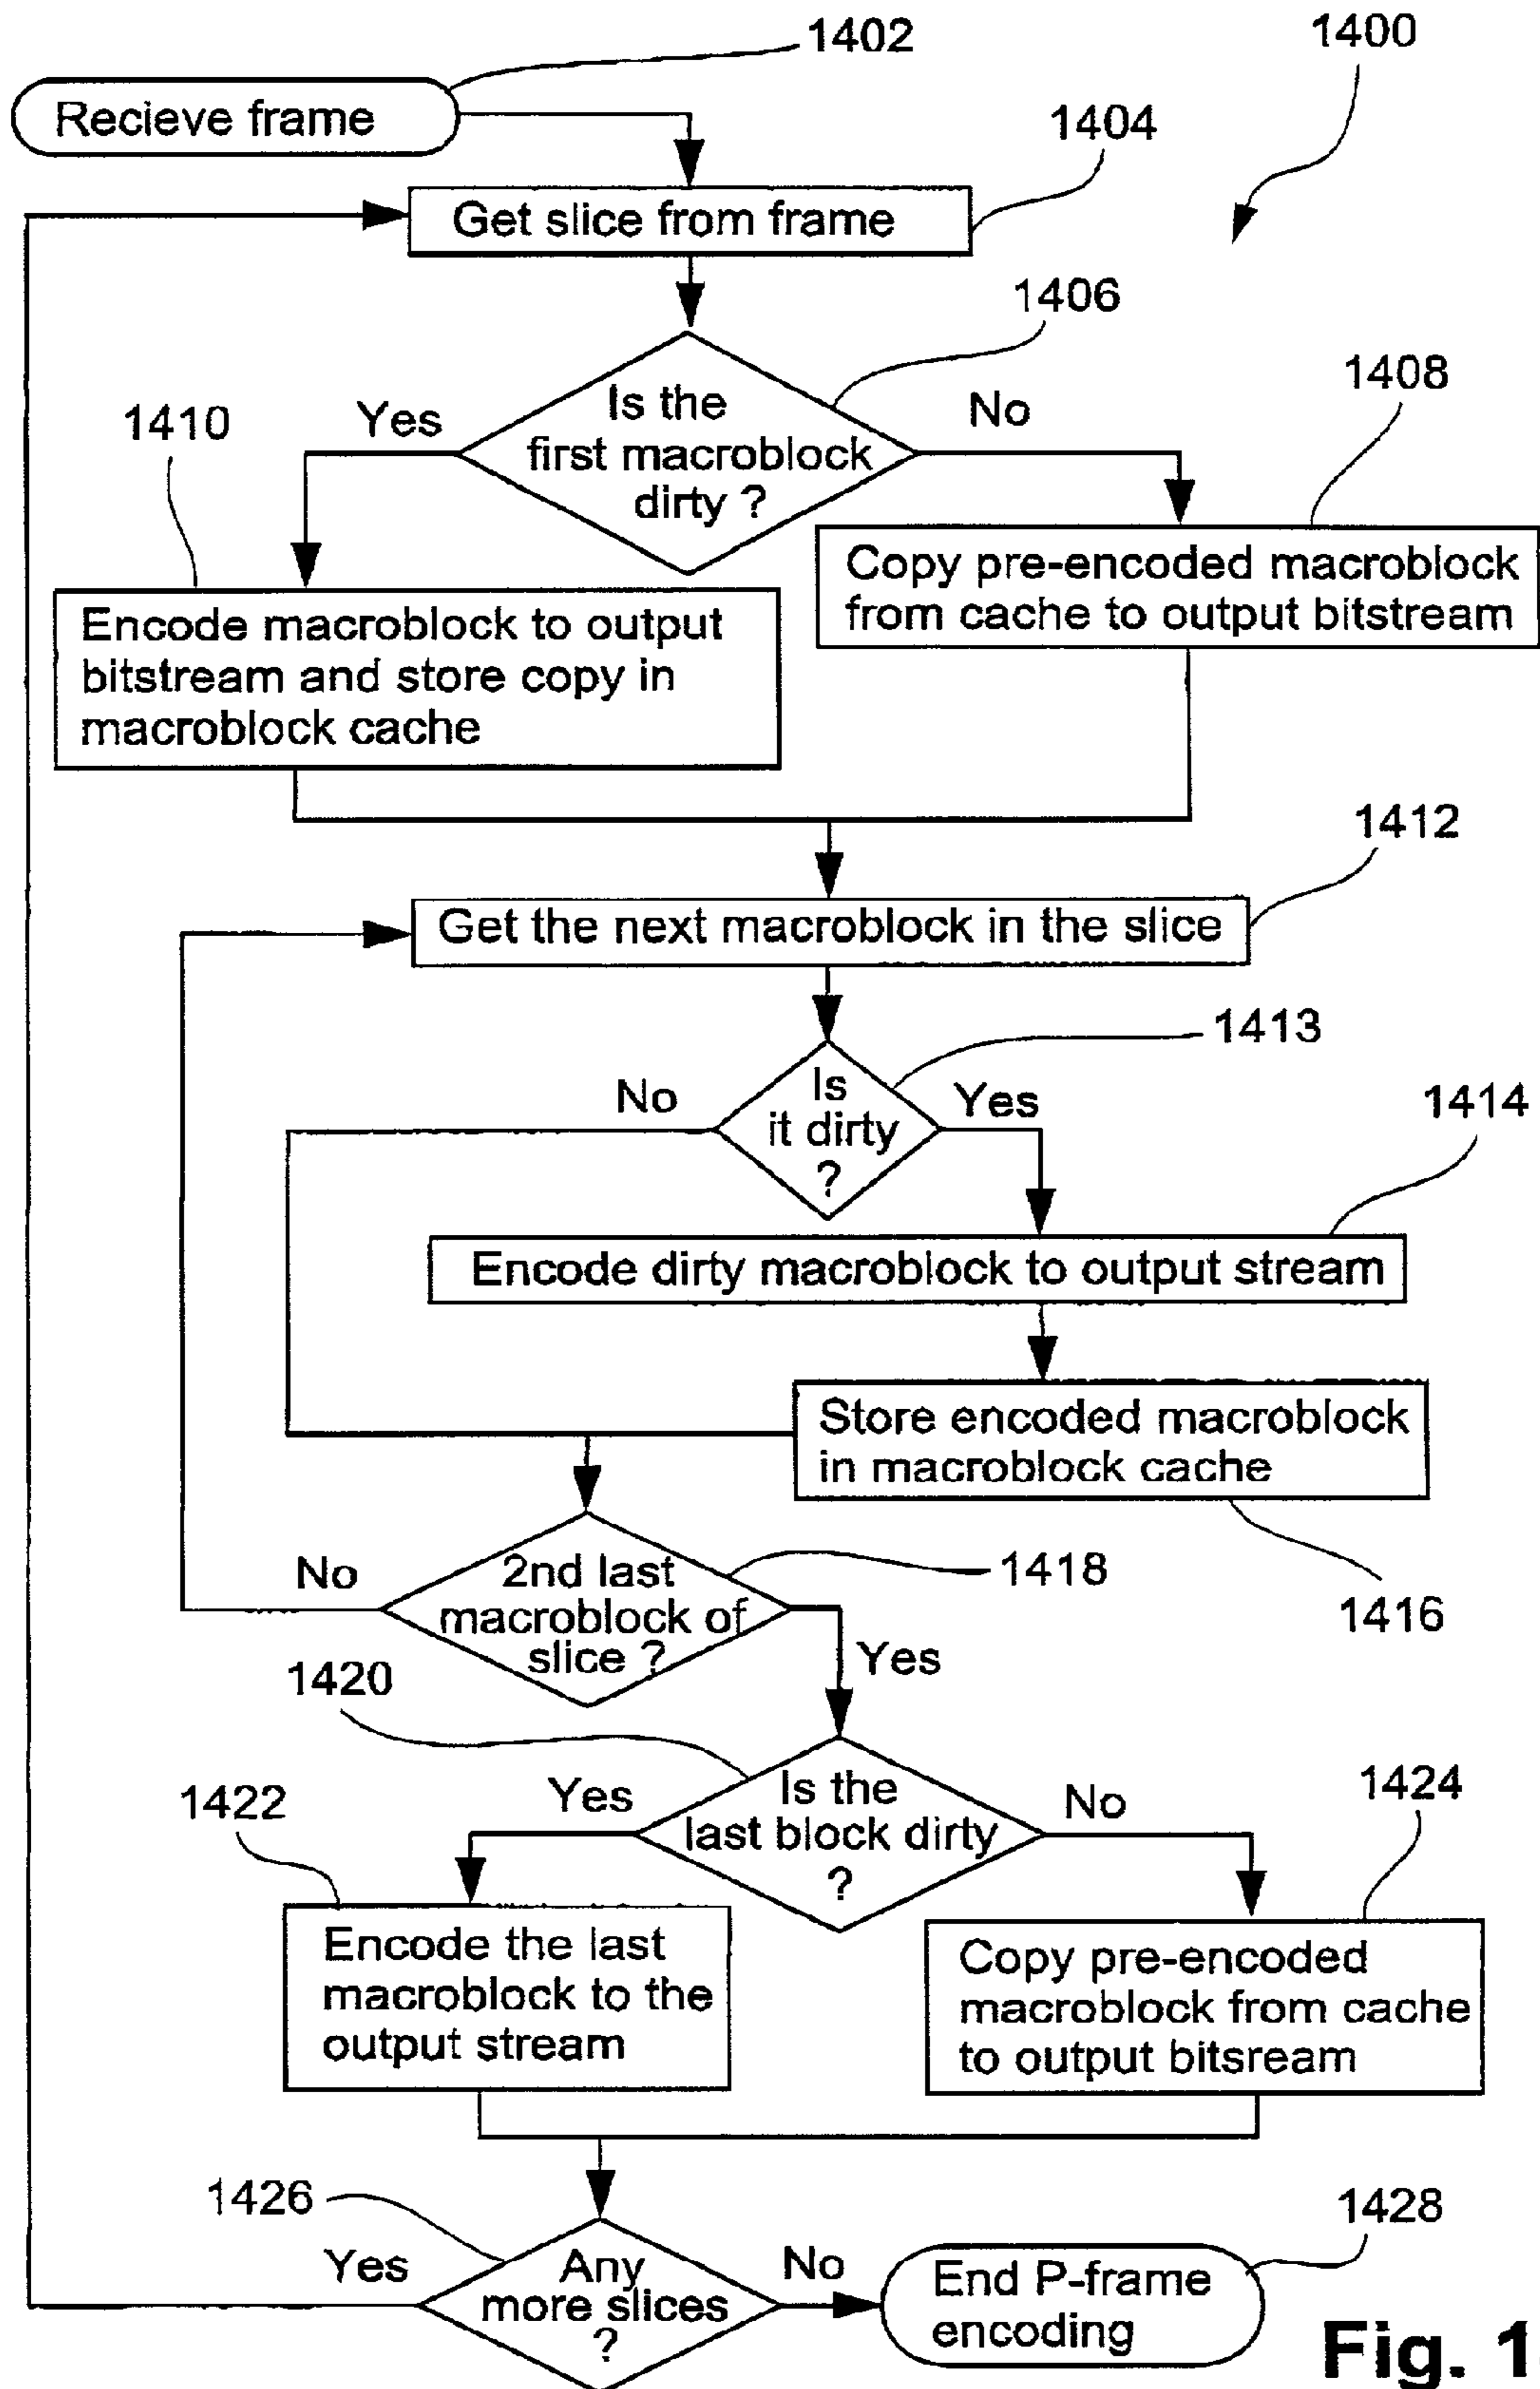 1402
1400
Recieve frame
1404
Get slice from frame
1406
1408
1410
Yes
Is the
first macroblock
dirty ?
No
Copy pre-encoded macroblock
from cache to output bitstream
Encode macroblock to output
bitstream and store copy in
macroblock cache
1412
Get the next macroblock in the slice
1413
No
Is
it dirty
?
Yes
1414
Encode dirty macroblock to output stream
Store encoded macroblock
in macroblock cache
1416
No
2nd last
macroblock of
slice ?
1418
Yes
1420
1422
Yes
Is the
last block dirty
?
No
1424
Encode the last
macroblock to the
output stream
Copy pre-encoded
macroblock from cache
to output bitsream
1426
1428
Yes
Any
more slices
?
No
End P-frame
encoding
Fig. 1